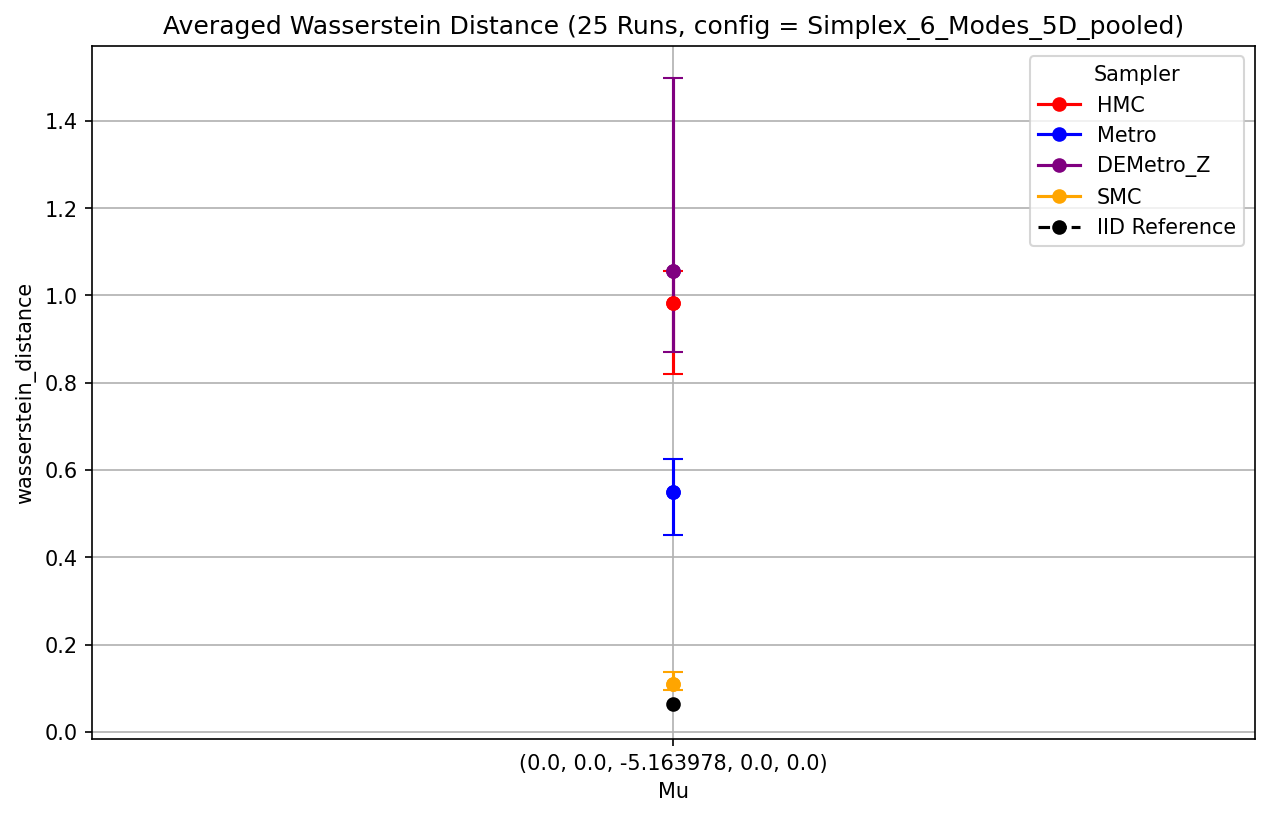 Averaged Wasserstein Distance (25 Runs, config = Simplex_6_Modes_5D_pooled)
Sampler
HMC
Metro
DEMetro_Z
SMC
IID Reference
wasserstein_distance
1.4
1.2
1.0
0.8
0.6
0.4
0.2
0.0
(0.0, 0.0, -5.163978, 0.0, 0.0)
Mu